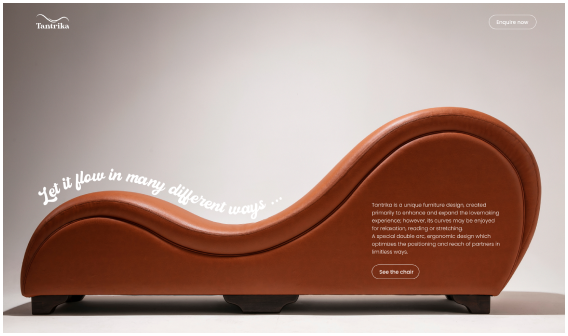 Tantrika
Enquire now
Let it flow in many different ways ...
Tantrika is a unique furniture design, created
primarily to enhance and expand the lovemaking
experience; however, its curves may be enjoyed
for relaxation, reading or stretching.
A special double arc, ergonomic design which
optimizes the positioning and reach of partners in
limitless ways.
See the chair